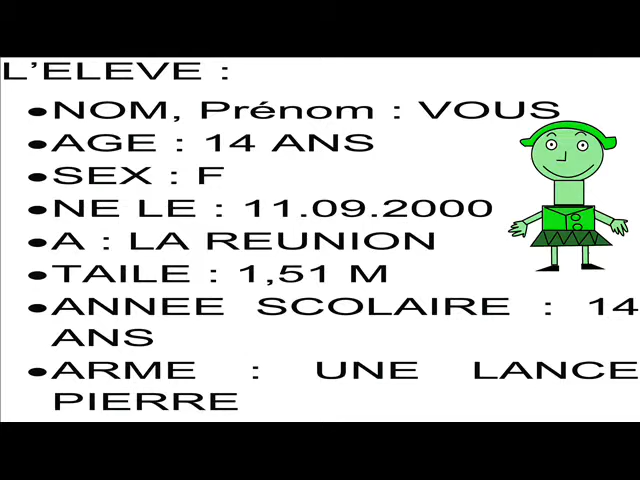 L'ELEVE :
●NOM, Prénom : VOUS
●AGE : 14 ANS
●SEX : F
●NE LE : 11.09.2000
●A : LA REUNION
●TAILE : 1,51 M
●ANNEE SCOLAIRE : 14
ANS
●ARME : UNE LANCE
PIERRE